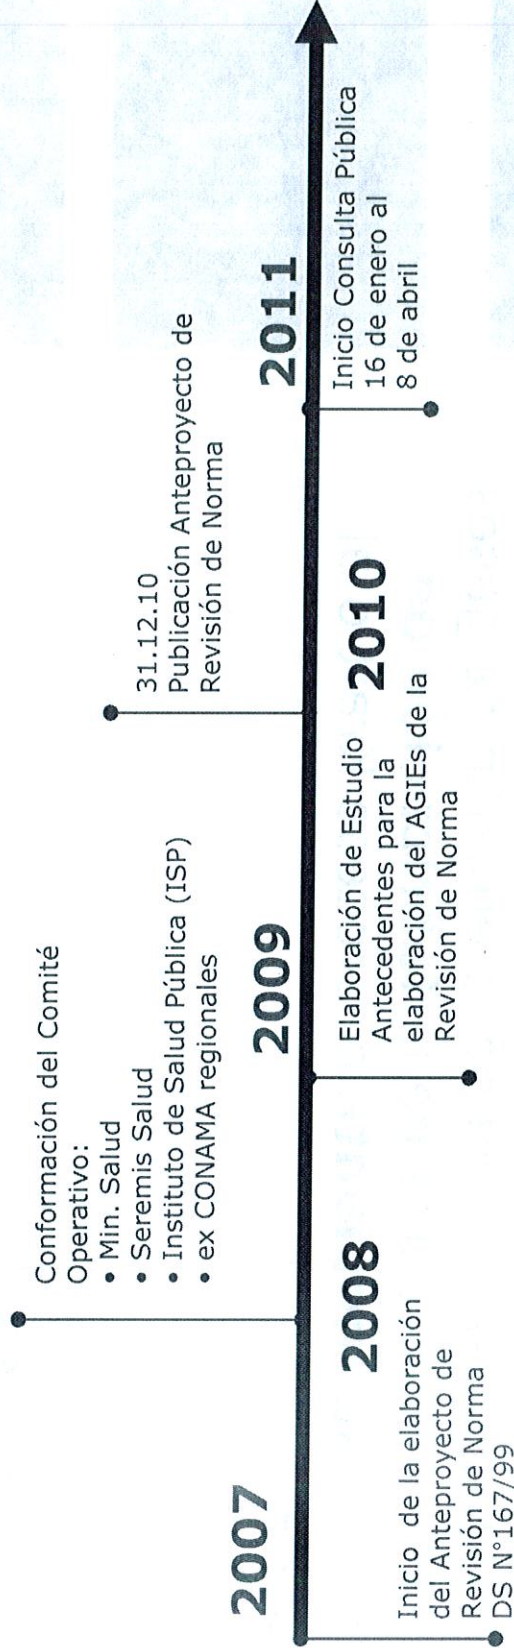 2007
Inicio de la elaboración
del Anteproyecto de
Revisión de Norma
DS N°167/99
Conformación del Comité
Operativo:
• Min. Salud
• Seremis Salud
• Instituto de Salud Pública (ISP)
• ex CONAMA regionales
2008
2009
Elaboración de Estudio
Antecedentes para la
elaboración del AGIEs de la
Revisión de Norma
31.12.10
Publicación Anteproyecto de
Revisión de Norma
2010
2011
Inicio Consulta Pública
16 de enero al
8 de abril